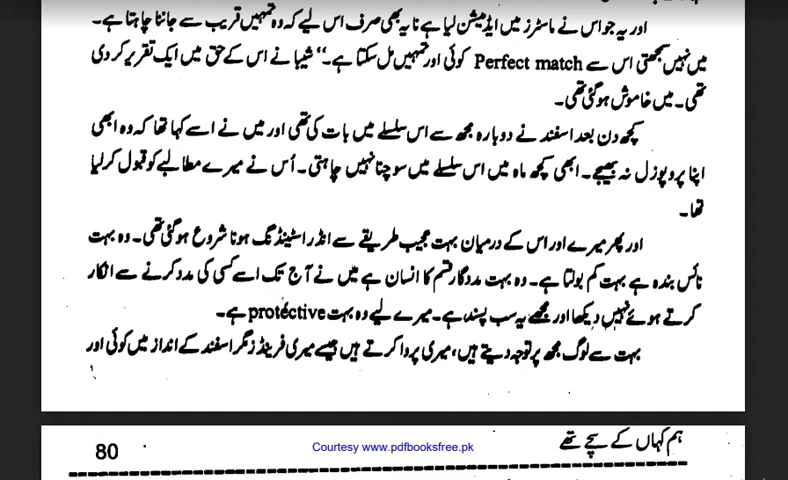 اور یہ جو اس نے ماسٹرز میں ایڈمیشن لیا ہے نا یہ بھی صرف اس لیے کہ وہ تمہیں قریب سے جاننا چاہتا ہے۔
میں نہیں سمجھتی اس سے Perfect match کوئی اور تمہیں مل سکتا ہے۔“ شیبا نے اس کے حق میں ایک تقریر کر دی
تھی۔ میں خاموش ہو گئی تھی۔
کچھ دن بعد اسفند نے دوبارہ مجھ سے اس سلسلے میں بات کی تھی اور میں نے اسے کہا تھا کہ وہ ابھی
اپنا پروپوزل نہ بھیجے۔ ابھی کچھ ماہ میں اس سلسلے میں سوچنا نہیں چاہتی۔ اُس نے میرے مطالبے کو قبول کر لیا
تھا۔
اور پھر میرے اور اس کے درمیان بہت عجیب طریقے سے انڈر اسٹینڈنگ ہونا شروع ہو گئی تھی۔ وہ بہت
نائس بندہ ہے بہت کم بولتا ہے۔ وہ بہت مددگار قسم کا انسان ہے میں نے آج تک اسے کسی کی مدد کرنے سے انکار
کرتے ہوئے نہیں دیکھا اور مجھے یہ سب پسند ہے۔ میرے لیے وہ بہت protective ہے۔
بہت سے لوگ مجھ پر توجہ دیتے ہیں، میری پروا کرتے ہیں جیسے میری فرینڈز مگر اسفند کے انداز میں کوئی اور
ہم کہاں کے سچے تھے Courtesy www.pdfbooksfree.pk 80